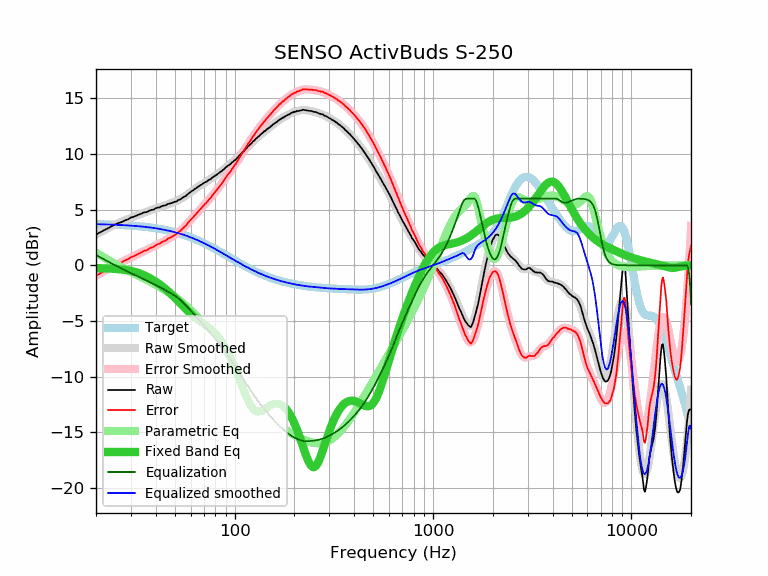 SENSO ActivBuds S-250
15
10
5
0
−5
−10
−15
−20
Amplitude (dBr)
Target
Raw Smoothed
Error Smoothed
Raw
Error
Parametric Eq
Fixed Band Eq
Equalization
Equalized smoothed
100
1000
10000
Frequency (Hz)